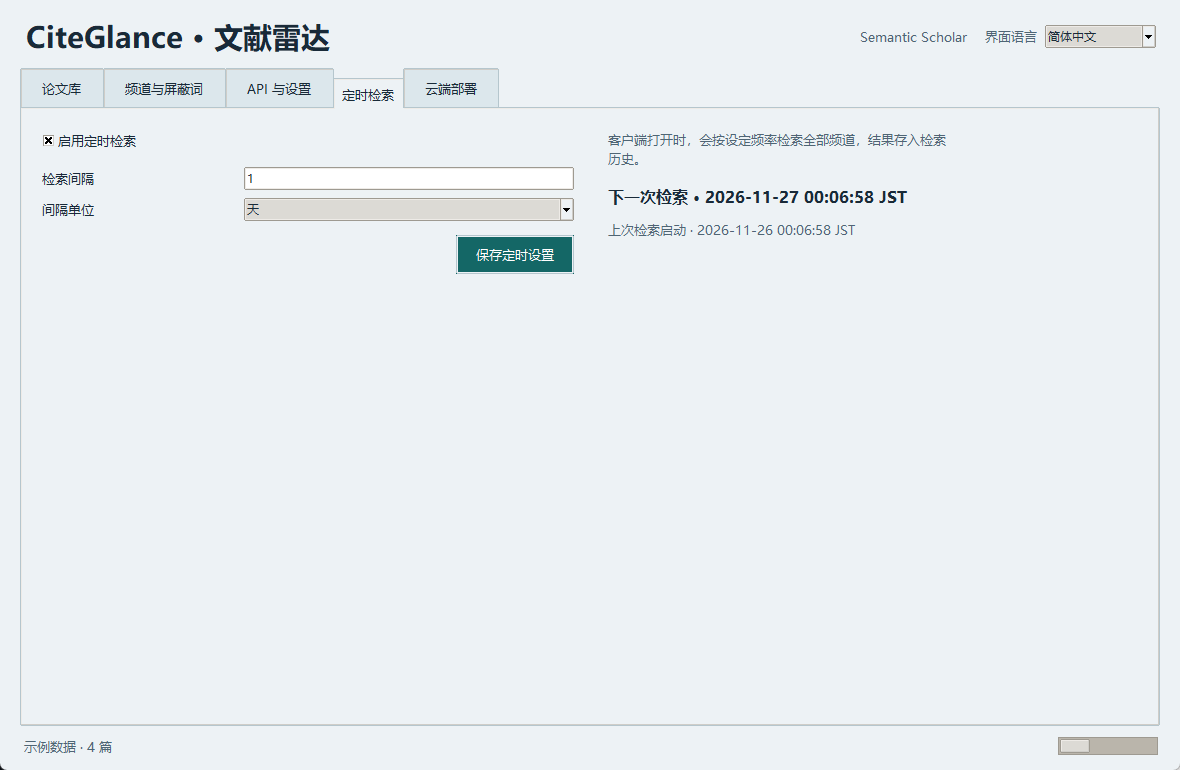 CiteGlance • 文献雷达
Semantic Scholar 界面语言 简体中文
论文库 频道与屏蔽词 API 与设置 定时检索 云端部署
启用定时检索
检索间隔 1
间隔单位 天
保存定时设置
客户端打开时，会按设定频率检索全部频道，结果存入检索
历史。
下一次检索 • 2026-11-27 00:06:58 JST
上次检索启动 · 2026-11-26 00:06:58 JST
示例数据 · 4 篇